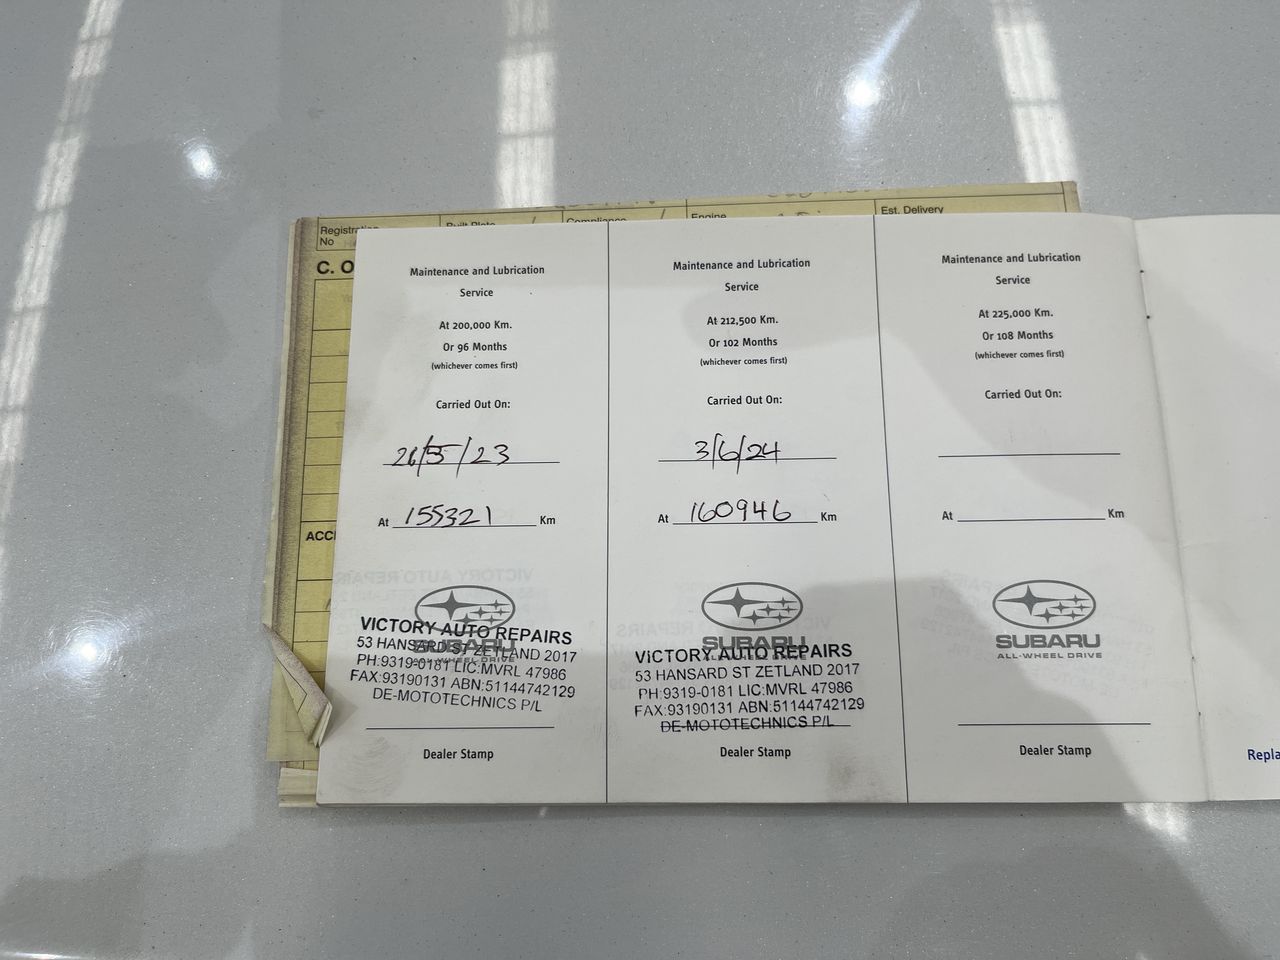 Est. Delivery
Engine
No
C. O
ACC
Maintenance and Lubrication
Service
At 200,000 Km.
Or 96 Months
(whichever comes first)
Carried Out On:
26/5/23
At 155321 Km
VICTORY AUTO REPAIRS
53 HANSARD ST ZETLAND 2017
PH:9319-0181 LIC:MVRL 47986
FAX:93190131 ABN:51144742129
DE-MOTOTECHNICS P/L
SUBARU
ALL-WHEEL DRIVE
Dealer Stamp
Maintenance and Lubrication
Service
At 212,500 Km.
Or 102 Months
(whichever comes first)
Carried Out On:
3/6/24
At 160946 Km
SUBARU
VICTORY AUTO REPAIRS
53 HANSARD ST ZETLAND 2017
PH:9319-0181 LIC:MVRL 47986
FAX:93190131 ABN:51144742129
DE-MOTOTECHNICS P/L
Dealer Stamp
Maintenance and Lubrication
Service
At 225,000 Km.
Or 108 Months
(whichever comes first)
Carried Out On:
At Km
SUBARU
ALL-WHEEL DRIVE
Dealer Stamp
Repla